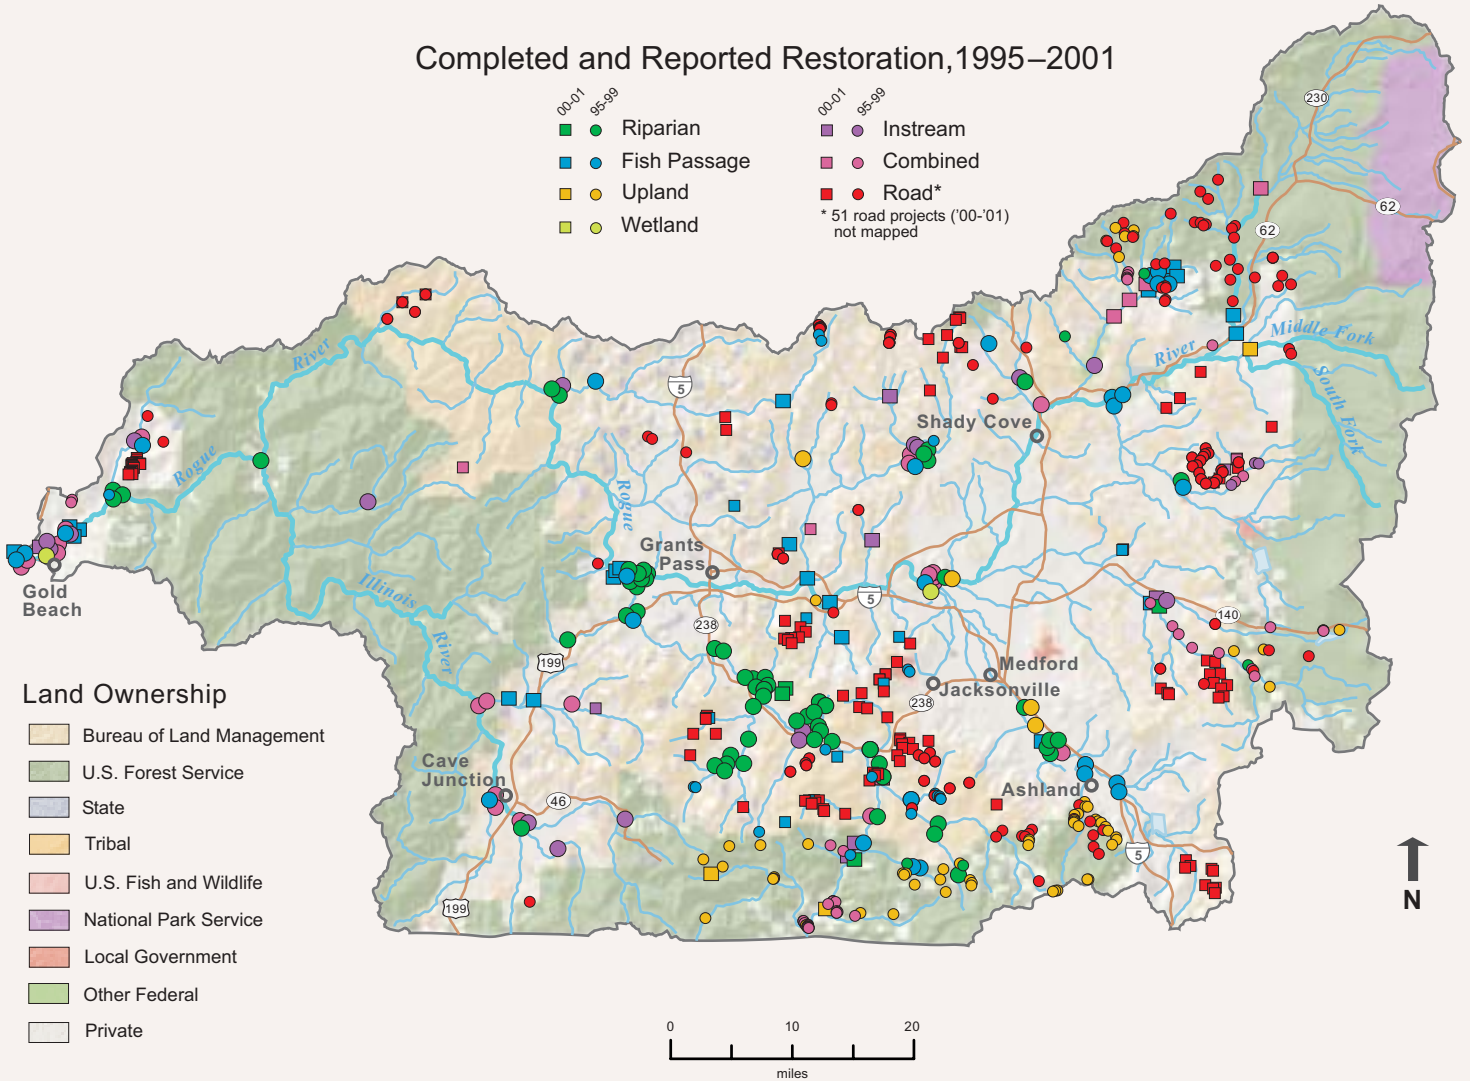 Completed and Reported Restoration,1995–2001
00-01 95-99
00-01 95-99
Riparian
Fish Passage
Upland
Wetland
Instream
Combined
Road*
* 51 road projects ('00-'01)
not mapped
230
62
62
Middle Fork
River
South Fork
River
5
Shady Cove
Rogue
Rogue
Grants
Pass
Gold
Beach
Illinois
River
5
238
140
199
Medford
Jacksonville
238
Cave
Junction
46
Ashland
5
199
Land Ownership
Bureau of Land Management
U.S. Forest Service
State
Tribal
U.S. Fish and Wildlife
National Park Service
Local Government
Other Federal
Private
0 10 20
miles
N